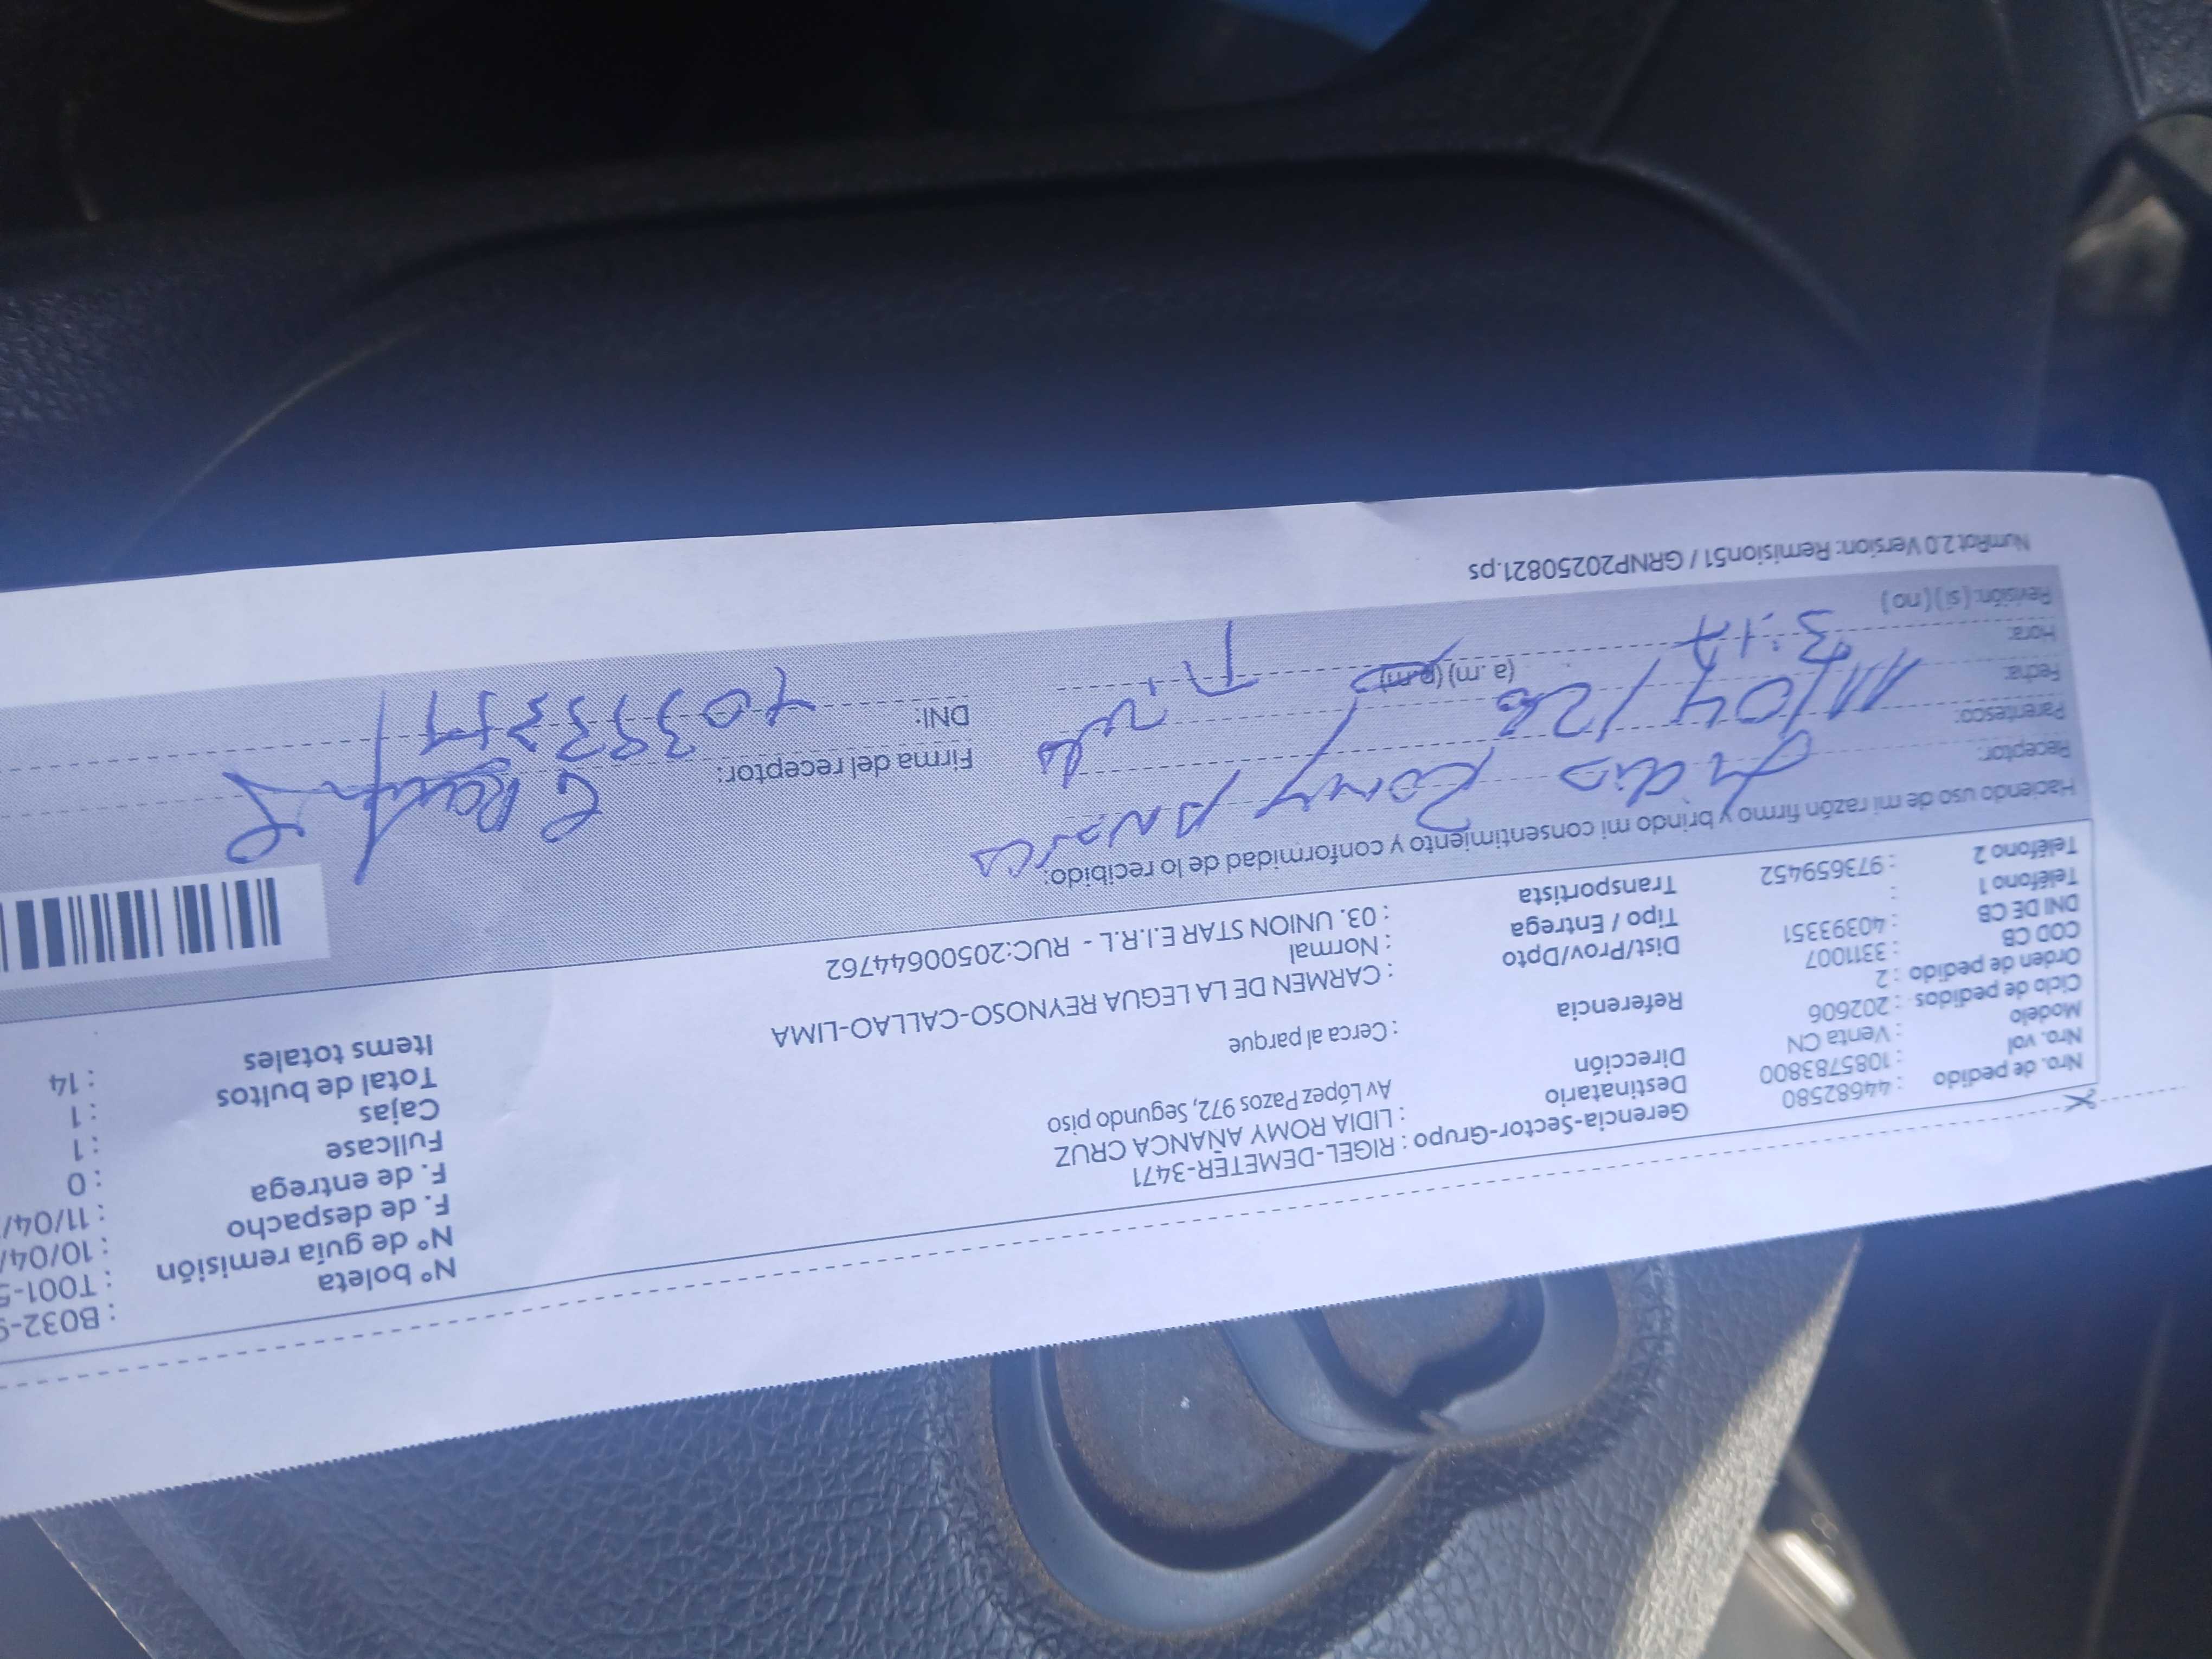 Nº boleta : B032-9
Nº de guía remisión : T001-5
F. de despacho : 10/04/
F. de entrega : 11/04/
Fullcase : 0
Cajas : 1
Total de bultos : 1
Items totales : 14
Gerencia-Sector-Grupo : RIGEL-DEMETER-3471
Destinatario : LIDIA ROMY AÑANCA CRUZ
Dirección Av López Pazos 972, Segundo piso
Referencia : Cerca al parque
Dist/Prov/Dpto : CARMEN DE LA LEGUA REYNOSO-CALLAO-LIMA
Tipo / Entrega : Normal
Transportista : 03. UNION STAR E.I.R.L - RUC:20500644762
Nro. de pedido : 44682580
Nro. vol : 1085783800
Modelo : Venta CN
Ciclo de pedidos : 202606
Orden de pedido : 2
COD CB : 3311007
DNI DE CB : 40393351
Teléfono 1 :
Teléfono 2 : 973659452
Haciendo uso de mi razón firmo y brindo mi consentimiento y conformidad de lo recibido:
Receptor: Lidia Romy
Parentesco:
Fecha: 11/04/26
Hora: 3:17 (a.m) (p.m)
Revisión: (si) (no)
Firma del receptor:
DNI: 40393351
NumRot 2.0 Version: Remision51 / GRNP20250821.ps